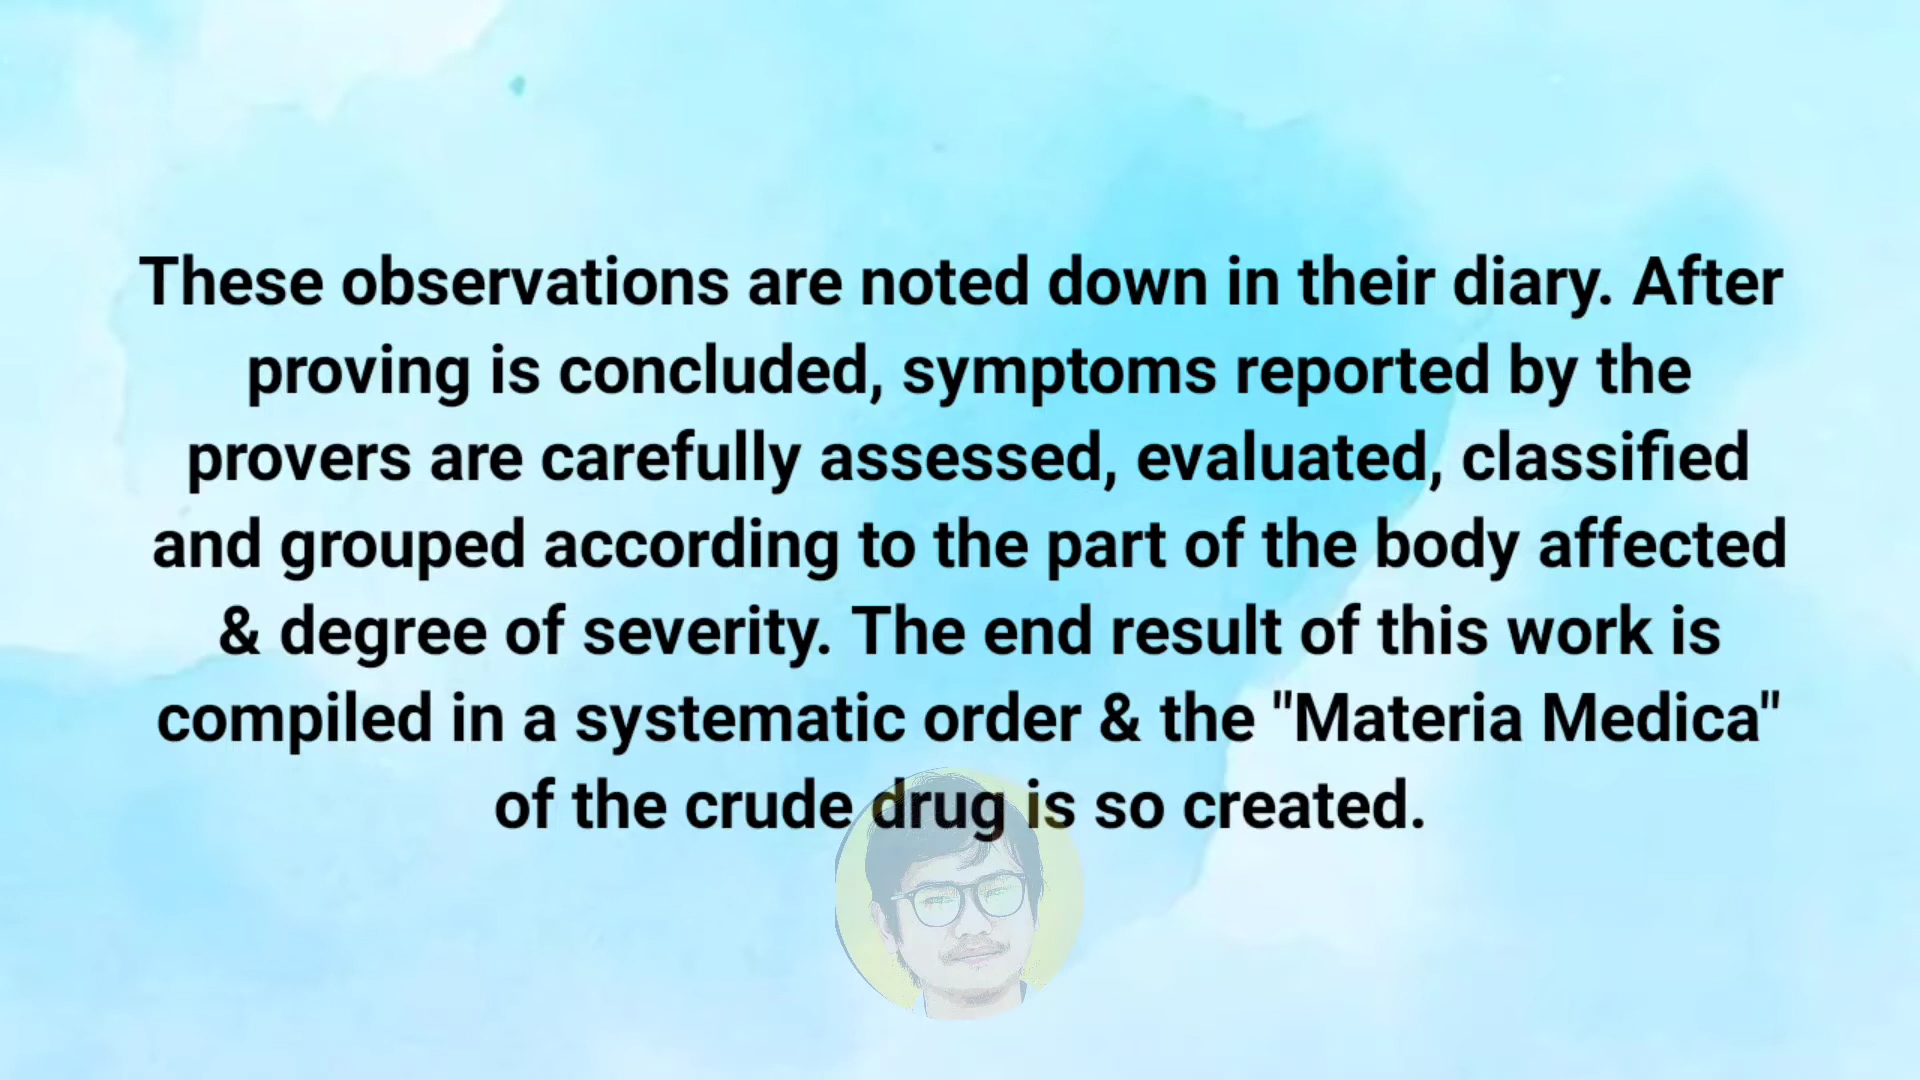 These observations are noted down in their diary. After
proving is concluded, symptoms reported by the
provers are carefully assessed, evaluated, classified
and grouped according to the part of the body affected
& degree of severity. The end result of this work is
compiled in a systematic order & the "Materia Medica"
of the crude drug is so created.